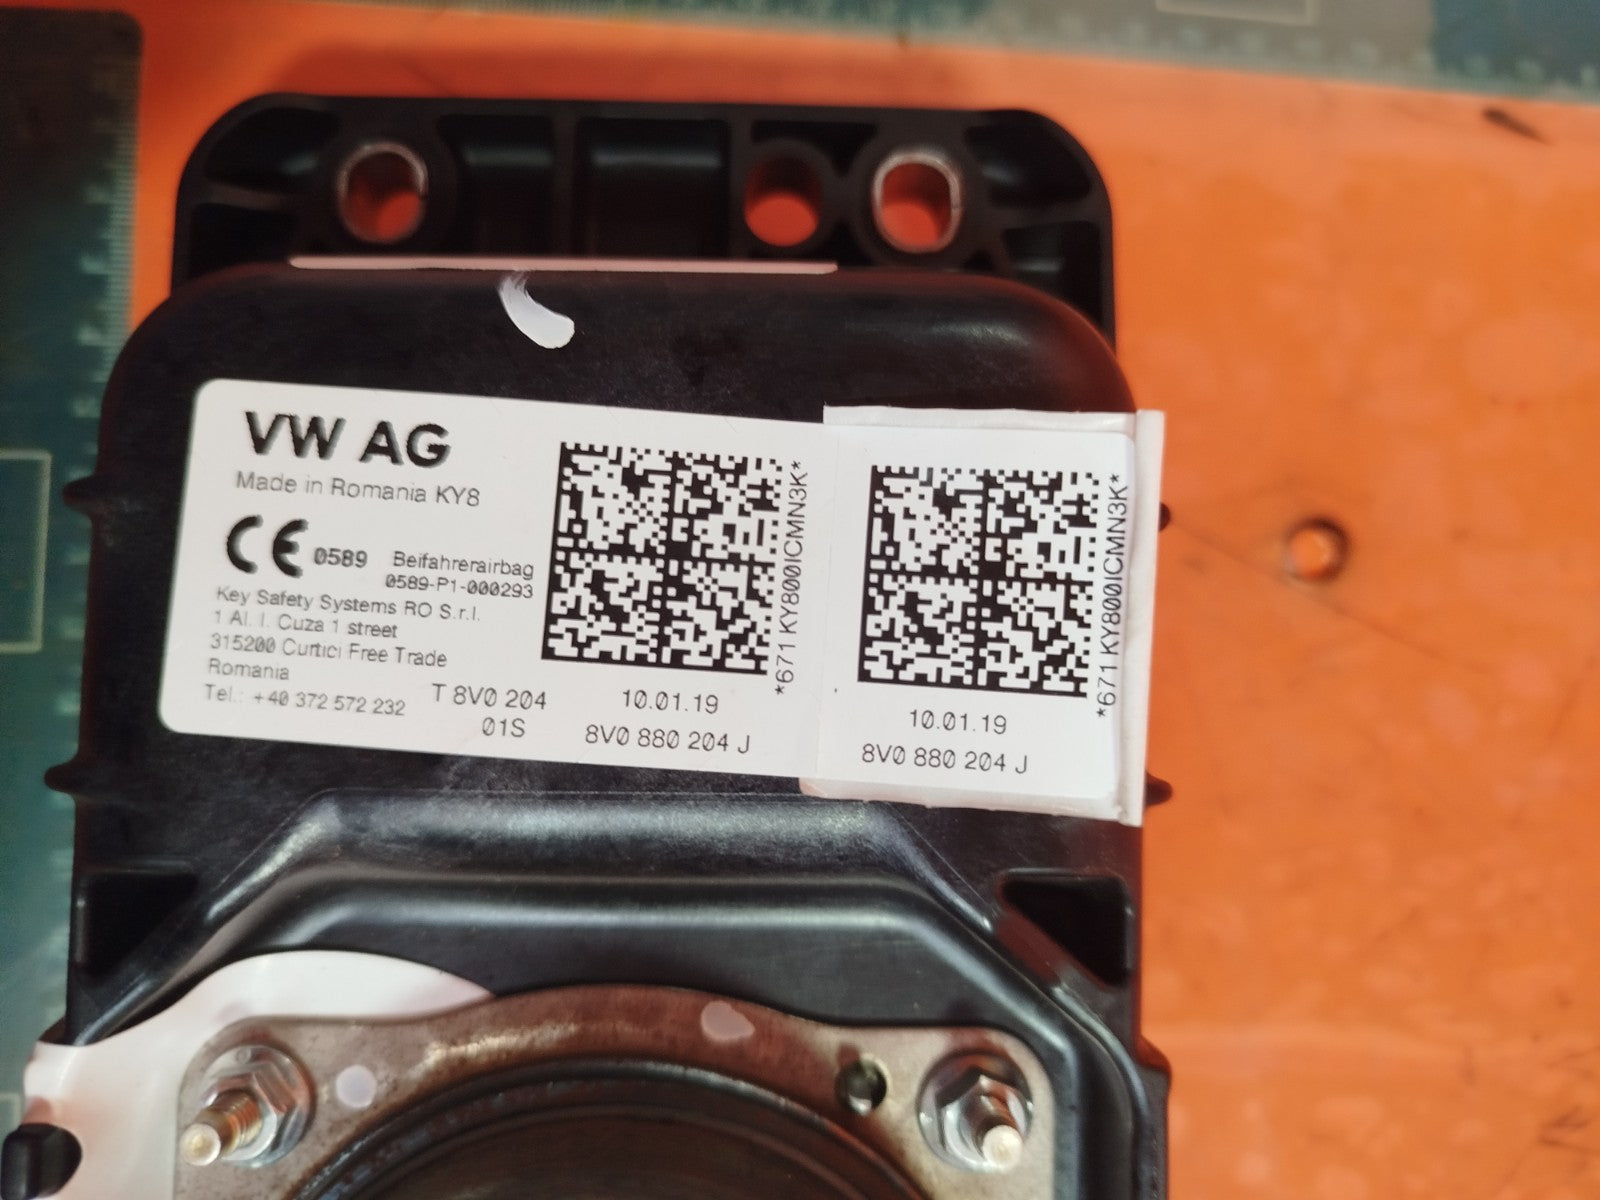 VW AG
Made in Romania KY8
CE 0589 Beifahrerairbag
0589-P1-000293
Key Safety Systems RO S.r.l.
1 Al. I. Cuza 1 street
315200 Curtici Free Trade
Romania
Tel.: +40 372 572 232
T 8V0 204
01S
*671 KY800ICMN3K*
10.01.19
8V0 880 204 J
*671 KY800ICMN3K*
10.01.19
8V0 880 204 J